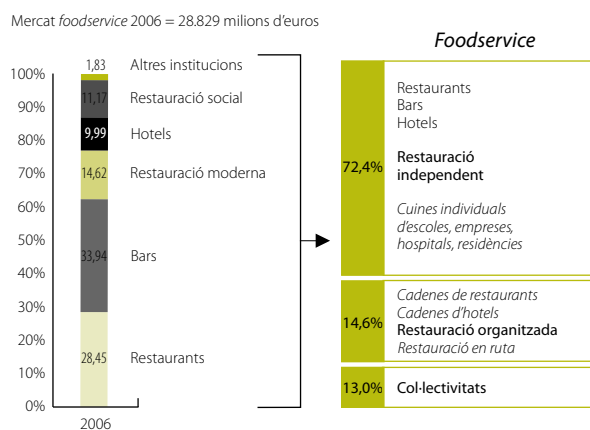 Mercat foodservice 2006 = 28.829 milions d'euros
Foodservice
1,83 Altres institucions
100%
11,17 Restauració social
90%
9,99 Hotels
80%
14,62 Restauració moderna
70%
60%
50%
33,94 Bars
40%
30%
20%
28,45 Restaurants
10%
0%
2006
Restaurants
Bars
Hotels
72,4% Restauració
independent
Cuines individuals
d'escoles, empreses,
hospitals, residències
Cadenes de restaurants
Cadenes d'hotels
14,6% Restauració organitzada
Restauració en ruta
13,0% Col·lectivitats